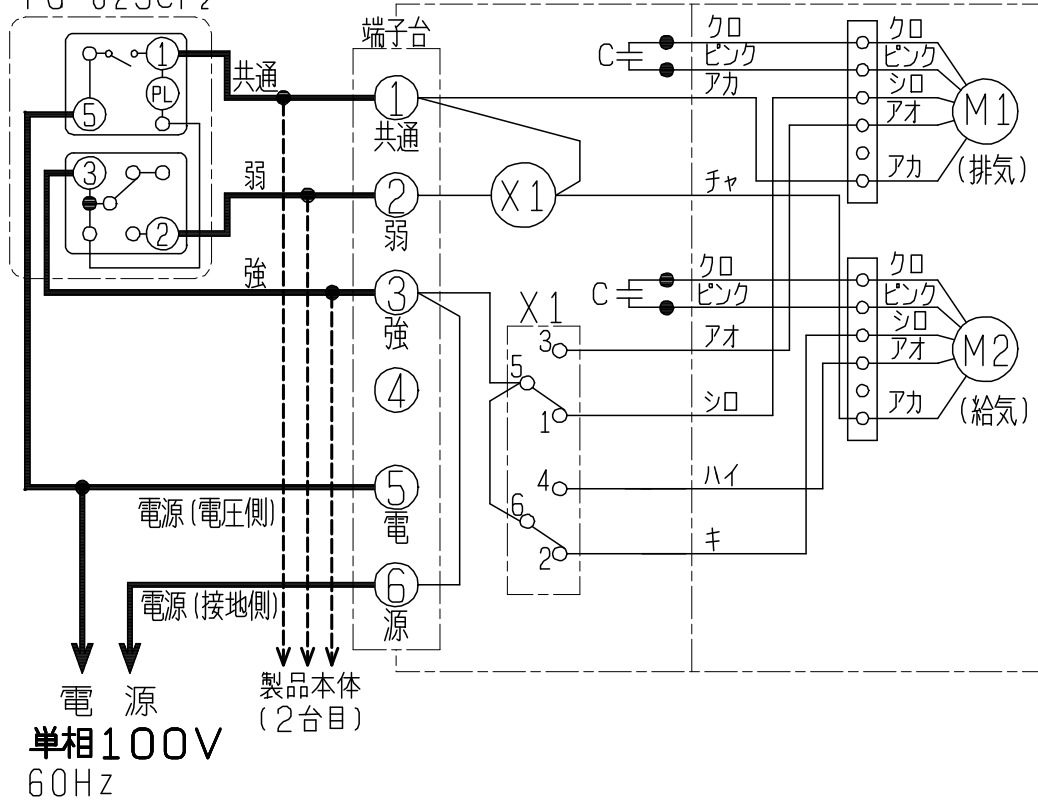 端子台
クロ
C
ピンク
アカ
クロ
ピンク
シロ
アオ
アカ
M1
(排気)
1
PL
5
共通
1
共通
3
2
弱
2
弱
X1
チャ
強
3
強
4
X1
3
5
1
4
6
2
クロ
C
ピンク
アオ
シロ
ハイ
キ
クロ
ピンク
シロ
アオ
アカ
M2
(給気)
電源(電圧側)
5
電
電源(接地側)
6
源
電 源
単相100V
60Hz
製品本体
(2台目)